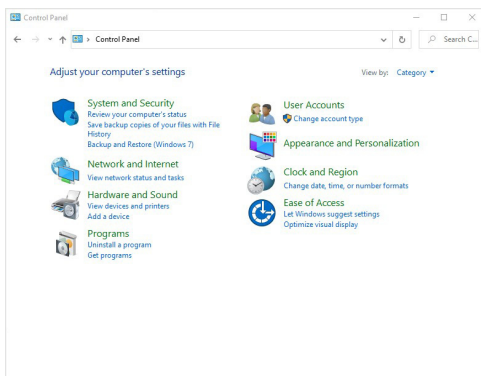 Control Panel
Control Panel
Search C...
Adjust your computer's settings
View by: Category
System and Security
Review your computer's status
Save backup copies of your files with File
History
Backup and Restore (Windows 7)
Network and Internet
View network status and tasks
Hardware and Sound
View devices and printers
Add a device
Programs
Uninstall a program
Get programs
User Accounts
Change account type
Appearance and Personalization
Clock and Region
Change date, time, or number formats
Ease of Access
Let Windows suggest settings
Optimize visual display